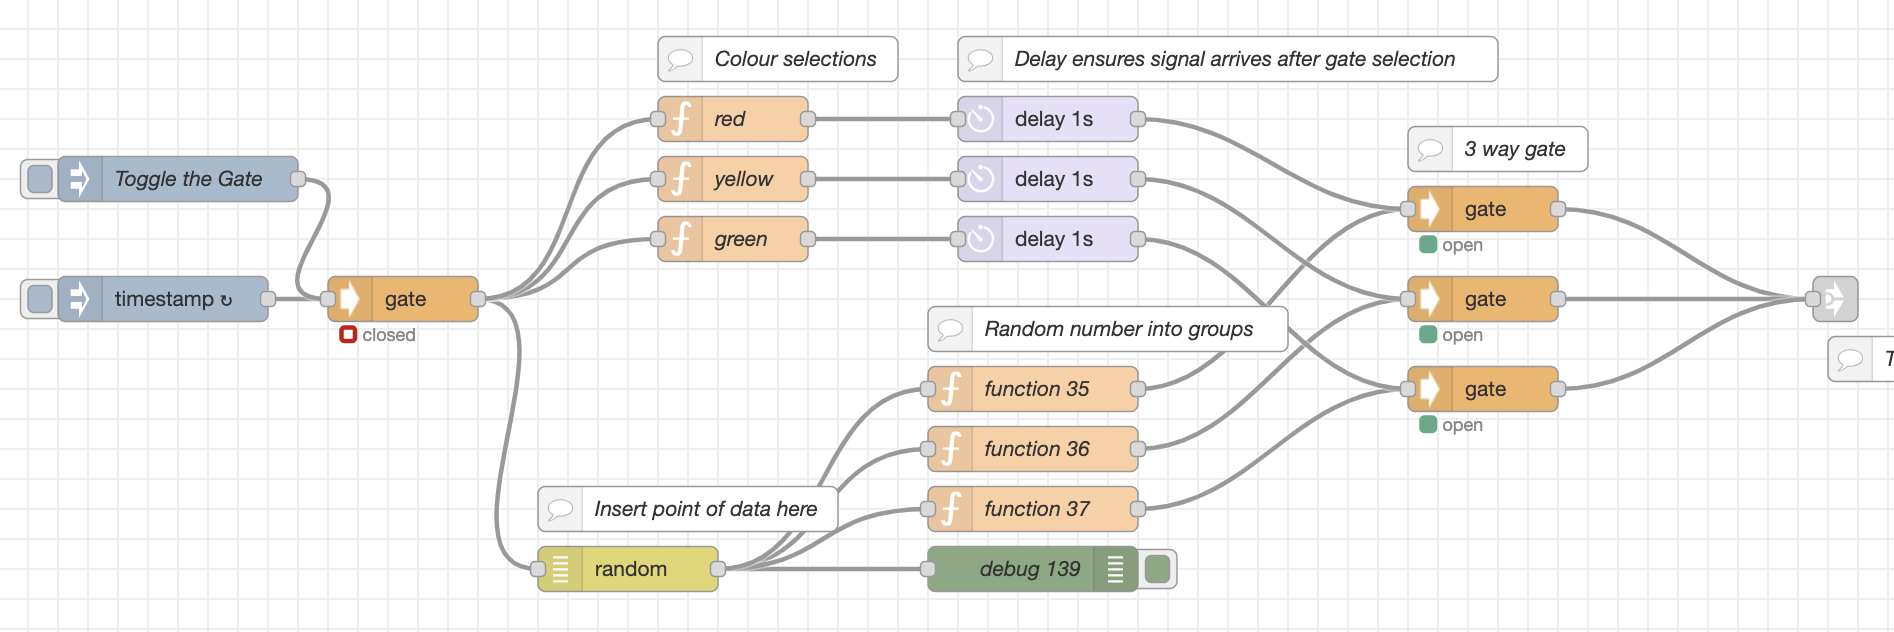 Colour selections
Delay ensures signal arrives after gate selection
red
delay 1s
3 way gate
Toggle the Gate
yellow
delay 1s
gate
open
green
delay 1s
timestamp ↻
gate
closed
gate
open
Random number into groups
function 35
gate
open
function 36
Insert point of data here
function 37
random
debug 139